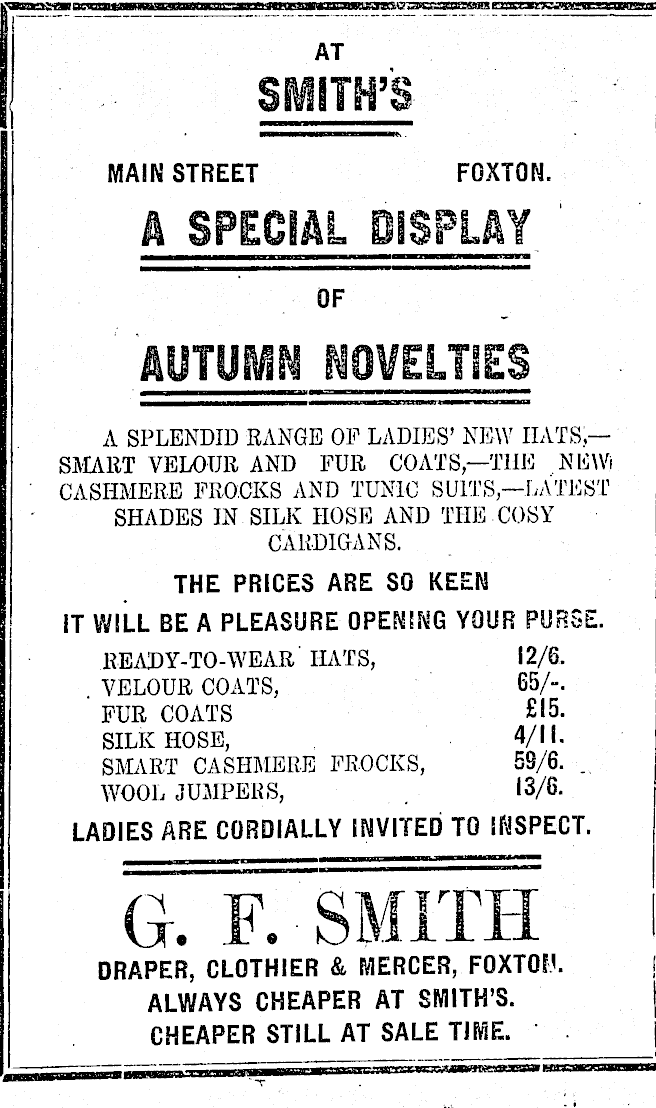 AT
SMITH'S
MAIN STREET FOXTON.
A SPECIAL DISPLAY
OF
AUTUMN NOVELTIES
A SPLENDID RANGE OF LADIES' NEW HATS,—
SMART VELOUR AND FUR COATS,—THE NEW
CASHMERE FROCKS AND TUNIC SUITS,—LATEST
SHADES IN SILK HOSE AND THE COSY
CARDIGANS.
THE PRICES ARE SO KEEN
IT WILL BE A PLEASURE OPENING YOUR PURSE.
READY-TO-WEAR HATS, 12/6.
VELOUR COATS, 65/-.
FUR COATS £15.
SILK HOSE, 4/11.
SMART CASHMERE FROCKS, 59/6.
WOOL JUMPERS, 13/6.
LADIES ARE CORDIALLY INVITED TO INSPECT.
G. F. SMITH
DRAPER, CLOTHIER & MERCER, FOXTON.
ALWAYS CHEAPER AT SMITH'S.
CHEAPER STILL AT SALE TIME.